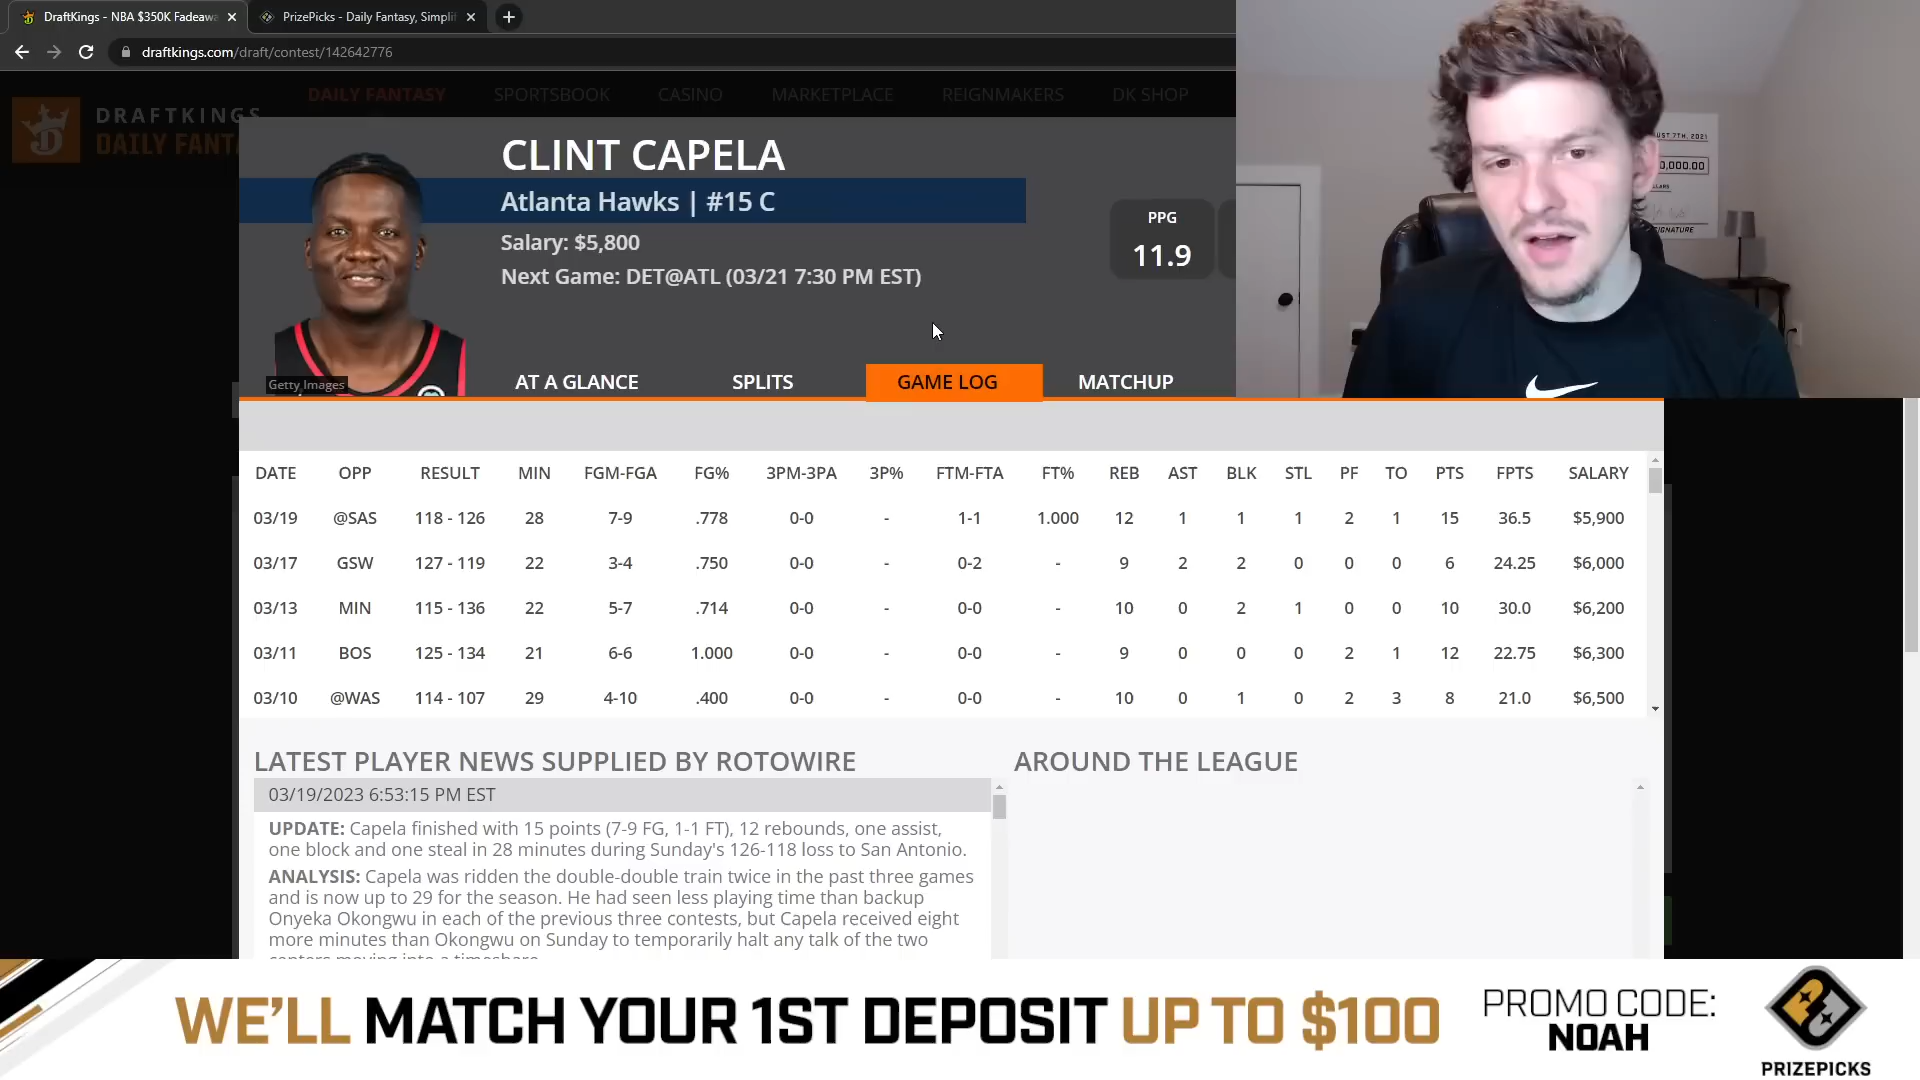 DraftKings - NBA $350K Fadeawa
PrizePicks - Daily Fantasy, Simplif
draftkings.com/draft/contest/142642776
DRAFTKINGS
DAILY FANT
DAILY FANTASY SPORTSBOOK CASINO MARKETPLACE REIGNMAKERS DK SHOP
CLINT CAPELA
Atlanta Hawks | #15 C
Salary: $5,800
Next Game: DET@ATL (03/21 7:30 PM EST)
PPG
11.9
UST 7TH, 2021
0,000.00
LLARS
SIGNATURE
Getty Images
AT A GLANCE SPLITS GAME LOG MATCHUP
DATE OPP RESULT MIN FGM-FGA FG% 3PM-3PA 3P% FTM-FTA FT% REB AST BLK STL PF TO PTS FPTS SALARY
03/19 @SAS 118 - 126 28 7-9 .778 0-0 - 1-1 1.000 12 1 1 1 2 1 15 36.5 $5,900
03/17 GSW 127 - 119 22 3-4 .750 0-0 - 0-2 - 9 2 2 0 0 0 6 24.25 $6,000
03/13 MIN 115 - 136 22 5-7 .714 0-0 - 0-0 - 10 0 2 1 0 0 10 30.0 $6,200
03/11 BOS 125 - 134 21 6-6 1.000 0-0 - 0-0 - 9 0 0 0 2 1 12 22.75 $6,300
03/10 @WAS 114 - 107 29 4-10 .400 0-0 - 0-0 - 10 0 1 0 2 3 8 21.0 $6,500
LATEST PLAYER NEWS SUPPLIED BY ROTOWIRE
AROUND THE LEAGUE
03/19/2023 6:53:15 PM EST
UPDATE: Capela finished with 15 points (7-9 FG, 1-1 FT), 12 rebounds, one assist,
one block and one steal in 28 minutes during Sunday's 126-118 loss to San Antonio.
ANALYSIS: Capela was ridden the double-double train twice in the past three games
and is now up to 29 for the season. He had seen less playing time than backup
Onyeka Okongwu in each of the previous three contests, but Capela received eight
more minutes than Okongwu on Sunday to temporarily halt any talk of the two
centers moving into a timeshare.
WE'LL MATCH YOUR 1ST DEPOSIT UP TO $100
PROMO CODE:
NOAH
PRIZEPICKS